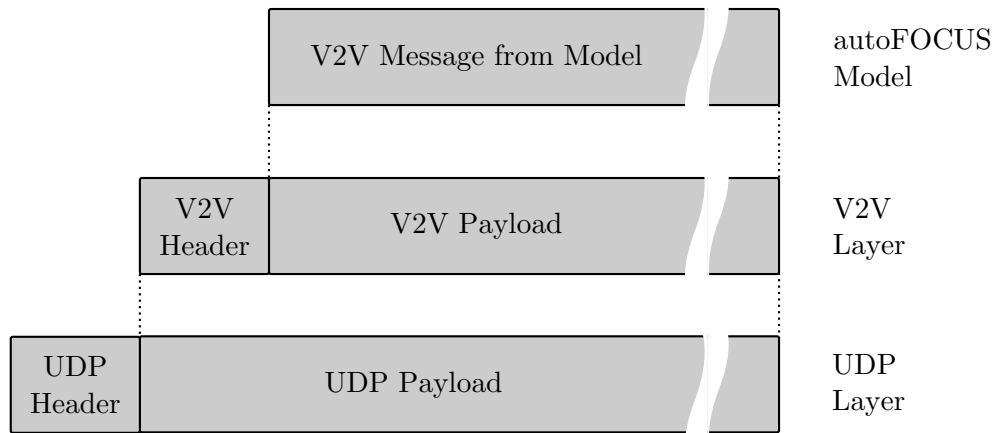 V2V Message from Model
autoFOCUS
Model
V2V
Header
V2V Payload
V2V
Layer
UDP
Header
UDP Payload
UDP
Layer